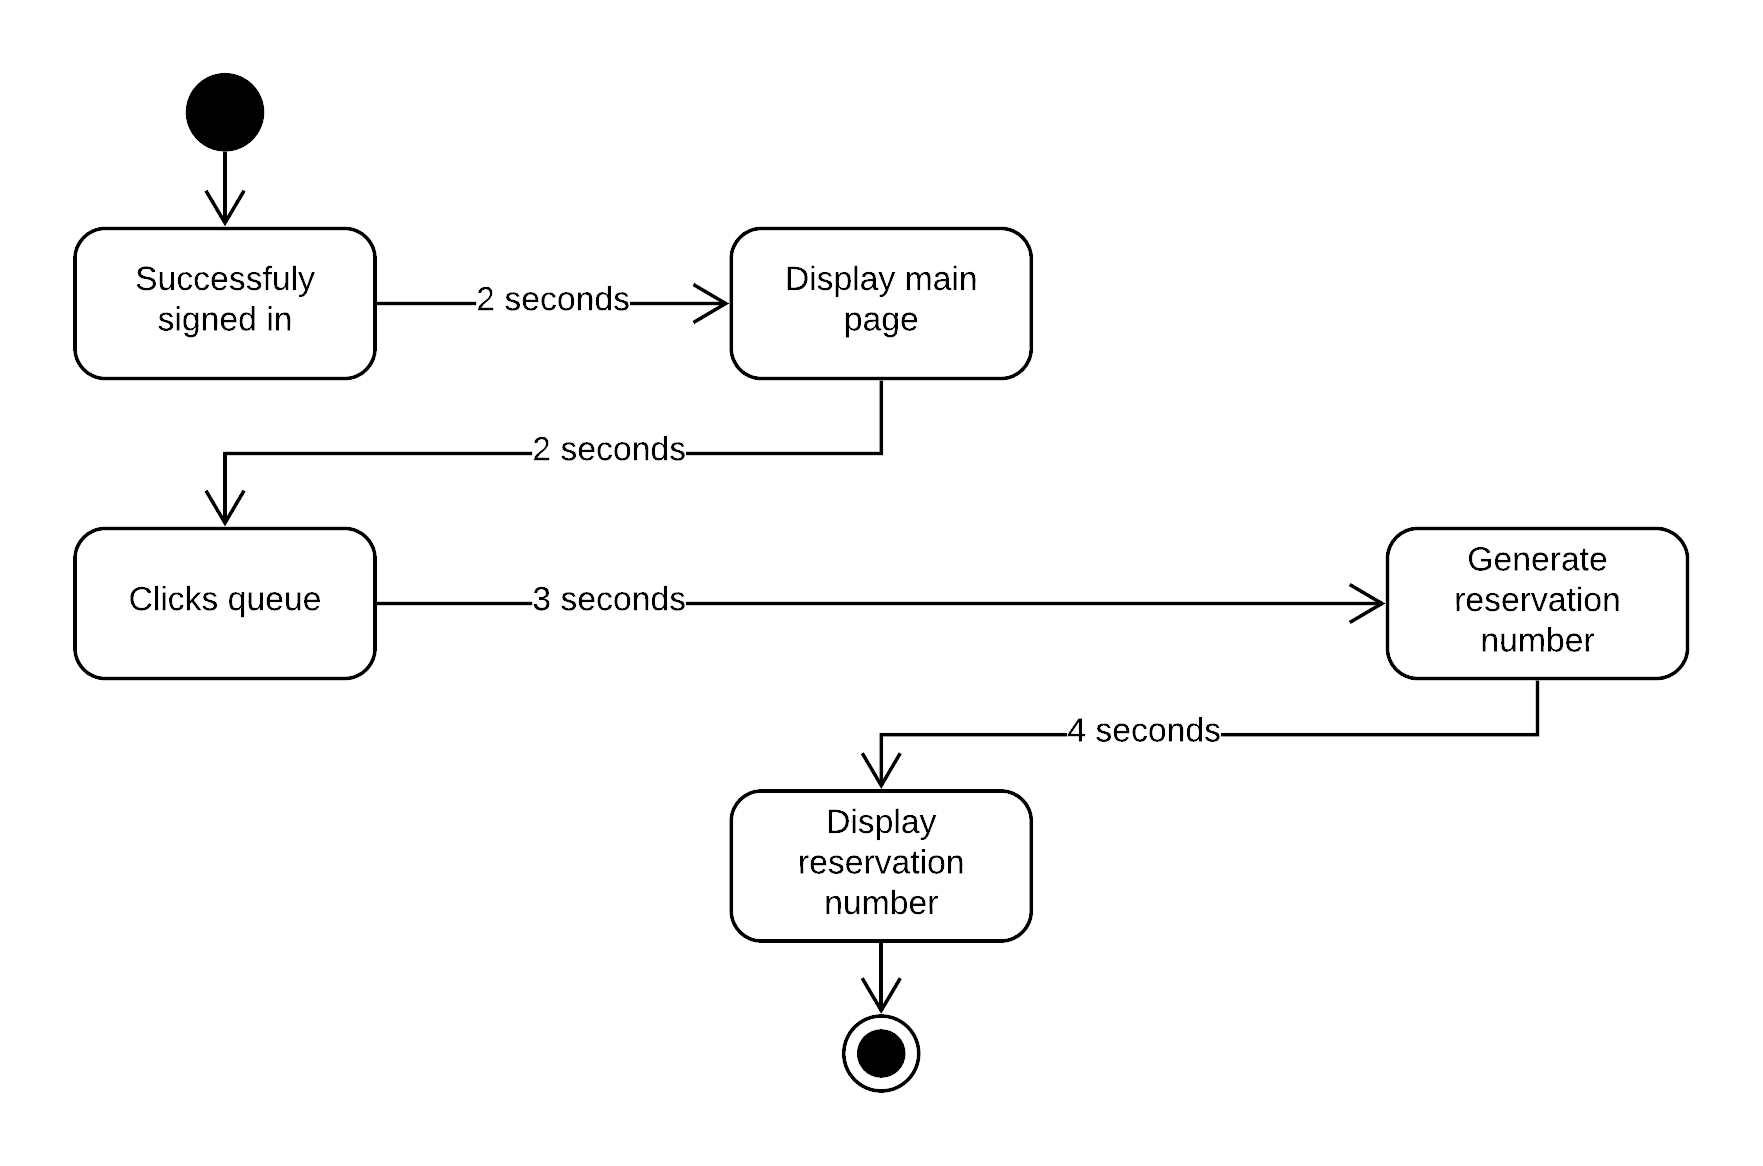 Successfuly
signed in
2 seconds
Display main
page
2 seconds
Clicks queue
3 seconds
Generate
reservation
number
4 seconds
Display
reservation
number